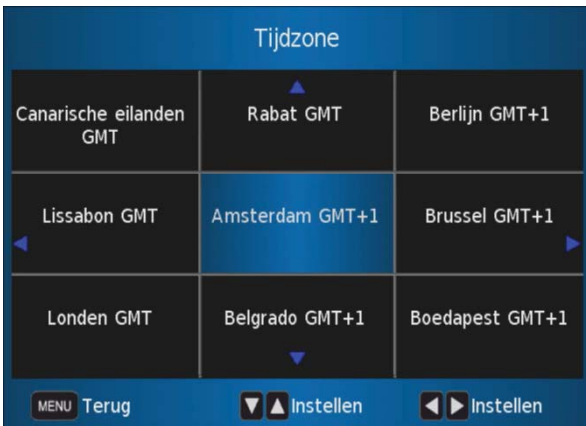 Tijdzone
Canarische eilanden
GMT
Rabat GMT
Berlijn GMT+1
Lissabon GMT
Amsterdam GMT+1
Brussel GMT+1
Londen GMT
Belgrado GMT+1
Boedapest GMT+1
MENU Terug
Instellen
Instellen